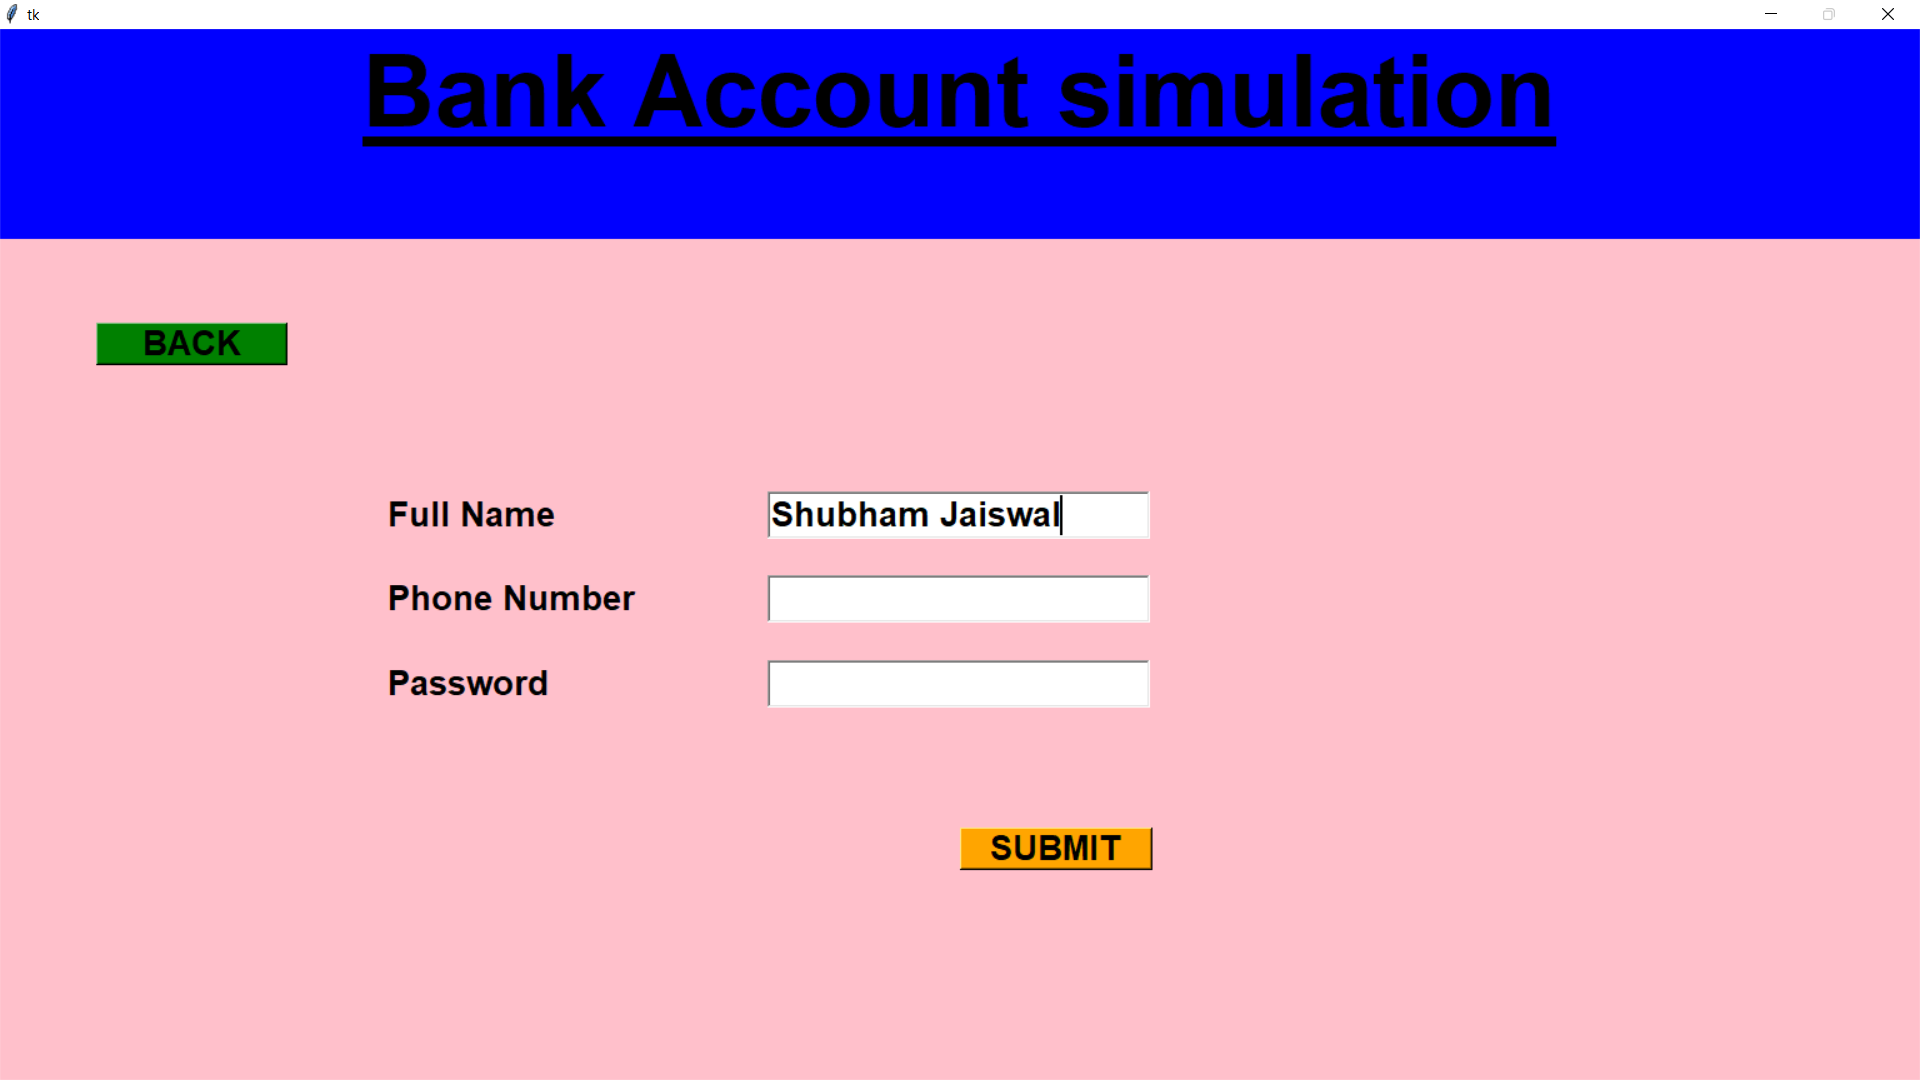 tk
Bank Account simulation
BACK
Full Name
Shubham Jaiswal
Phone Number
Password
SUBMIT